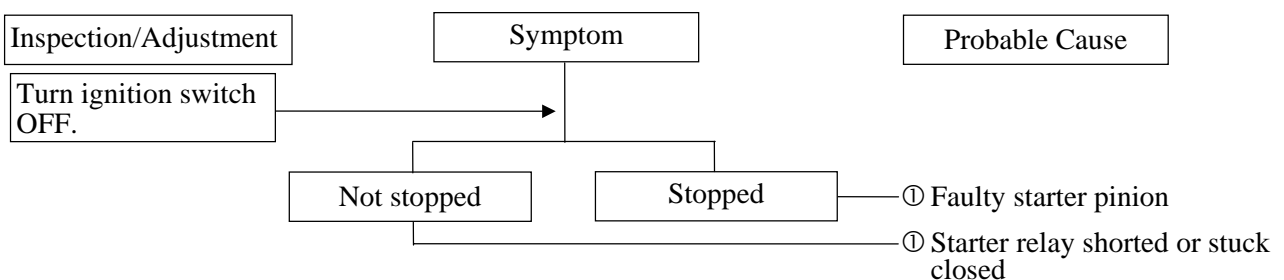 Inspection/Adjustment
Symptom
Probable Cause
Turn ignition switch
OFF.
Not stopped
Stopped
① Faulty starter pinion
① Starter relay shorted or stuck
closed